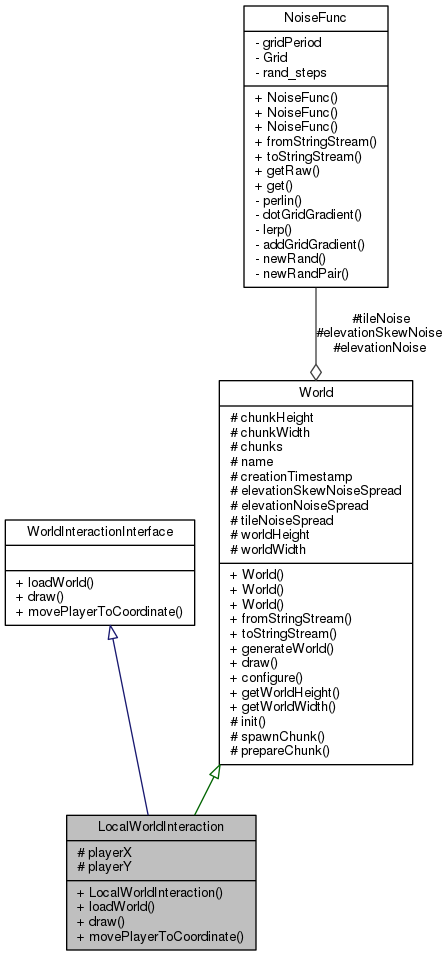 NoiseFunc
- gridPeriod
- Grid
- rand_steps
+ NoiseFunc()
+ NoiseFunc()
+ NoiseFunc()
+ fromStringStream()
+ toStringStream()
+ getRaw()
+ get()
- perlin()
- dotGridGradient()
- lerp()
- addGridGradient()
- newRand()
- newRandPair()
#tileNoise
#elevationSkewNoise
#elevationNoise
World
# chunkHeight
# chunkWidth
# chunks
# name
# creationTimestamp
# elevationSkewNoiseSpread
# elevationNoiseSpread
# tileNoiseSpread
# worldHeight
# worldWidth
+ World()
+ World()
+ World()
+ fromStringStream()
+ toStringStream()
+ generateWorld()
+ draw()
+ configure()
+ getWorldHeight()
+ getWorldWidth()
# init()
# spawnChunk()
# prepareChunk()
WorldInteractionInterface
+ loadWorld()
+ draw()
+ movePlayerToCoordinate()
LocalWorldInteraction
# playerX
# playerY
+ LocalWorldInteraction()
+ loadWorld()
+ draw()
+ movePlayerToCoordinate()